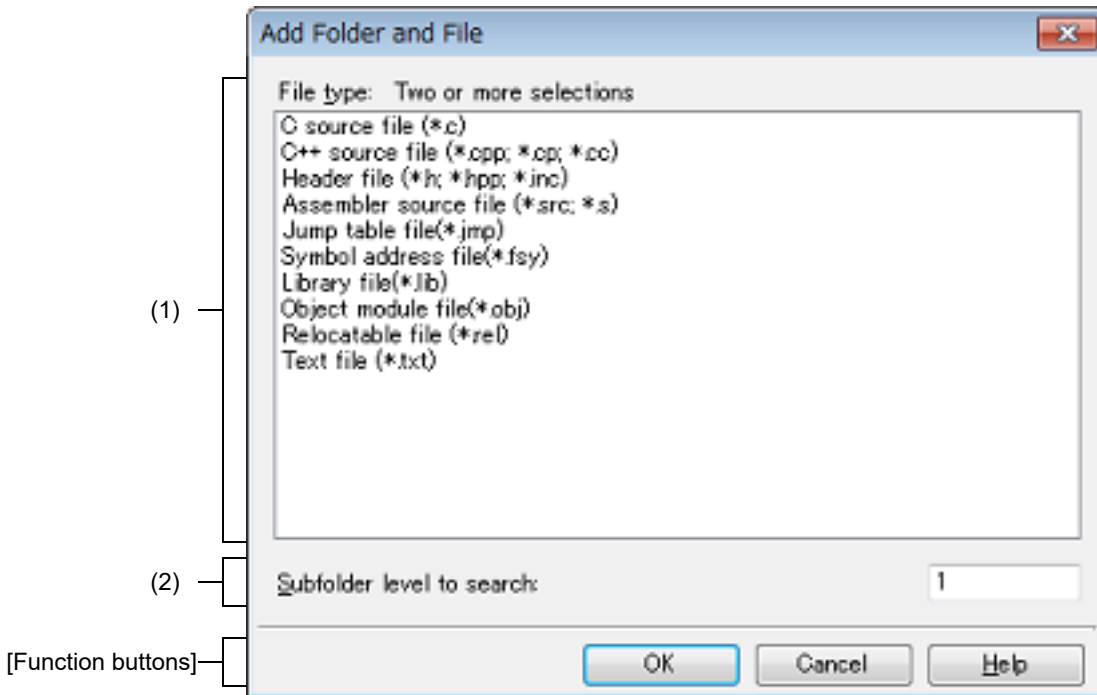 Add Folder and File
File type: Two or more selections
C source file (*.c)
C++ source file (*.cpp; *.cp; *.cc)
Header file (*.h; *.hpp; *.inc)
Assembler source file (*.src; *.s)
Jump table file(*.jmp)
Symbol address file(*.fsy)
Library file(*.lib)
Object module file(*.obj)
Relocatable file (*.rel)
Text file (*.txt)
(1)
(2)
Subfolder level to search: 1
[Function buttons]
OK Cancel Help